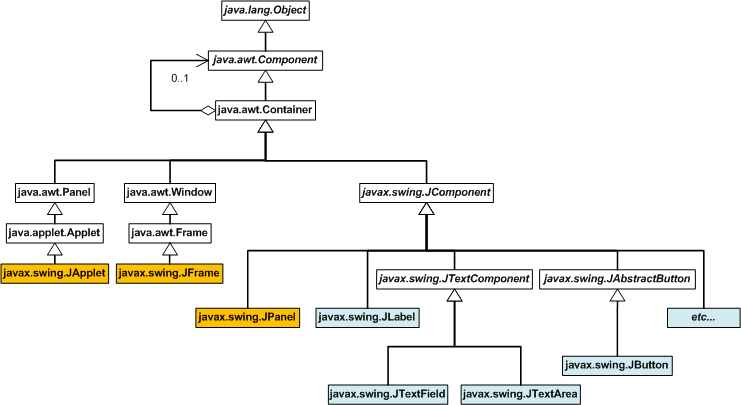 java.lang.Object
java.awt.Component
0..1
java.awt.Container
java.awt.Panel
java.awt.Window
javax.swing.JComponent
java.applet.Applet
java.awt.Frame
javax.swing.JApplet
javax.swing.JFrame
javax.swing.JTextComponent
javax.swing.JAbstractButton
javax.swing.JPanel
javax.swing.JLabel
etc...
javax.swing.JButton
javax.swing.JTextField
javax.swing.JTextArea